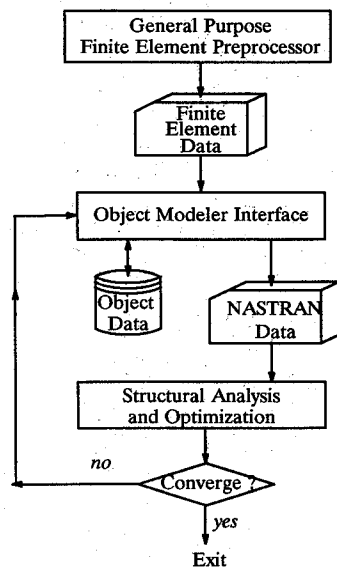 General Purpose
Finite Element Preprocessor
Finite
Element
Data
Object Modeler Interface
Object
Data
NASTRAN
Data
Structural Analysis
and Optimization
no
Converge ?
yes
Exit